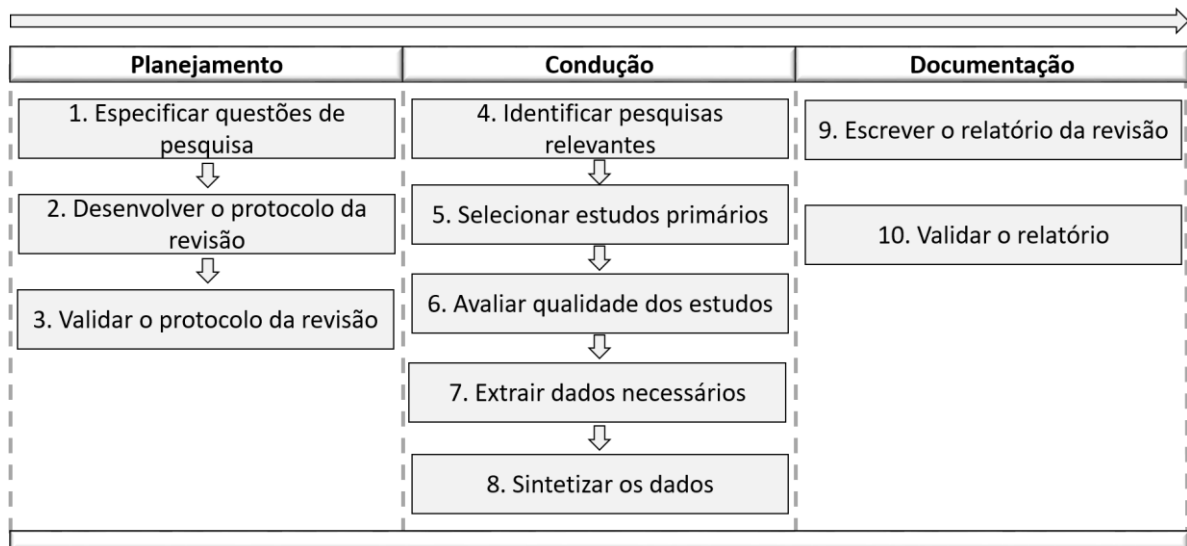 Planejamento
Condução
Documentação
1. Especificar questões de
pesquisa
2. Desenvolver o protocolo da
revisão
3. Validar o protocolo da revisão
4. Identificar pesquisas
relevantes
5. Selecionar estudos primários
6. Avaliar qualidade dos estudos
7. Extrair dados necessários
8. Sintetizar os dados
9. Escrever o relatório da revisão
10. Validar o relatório